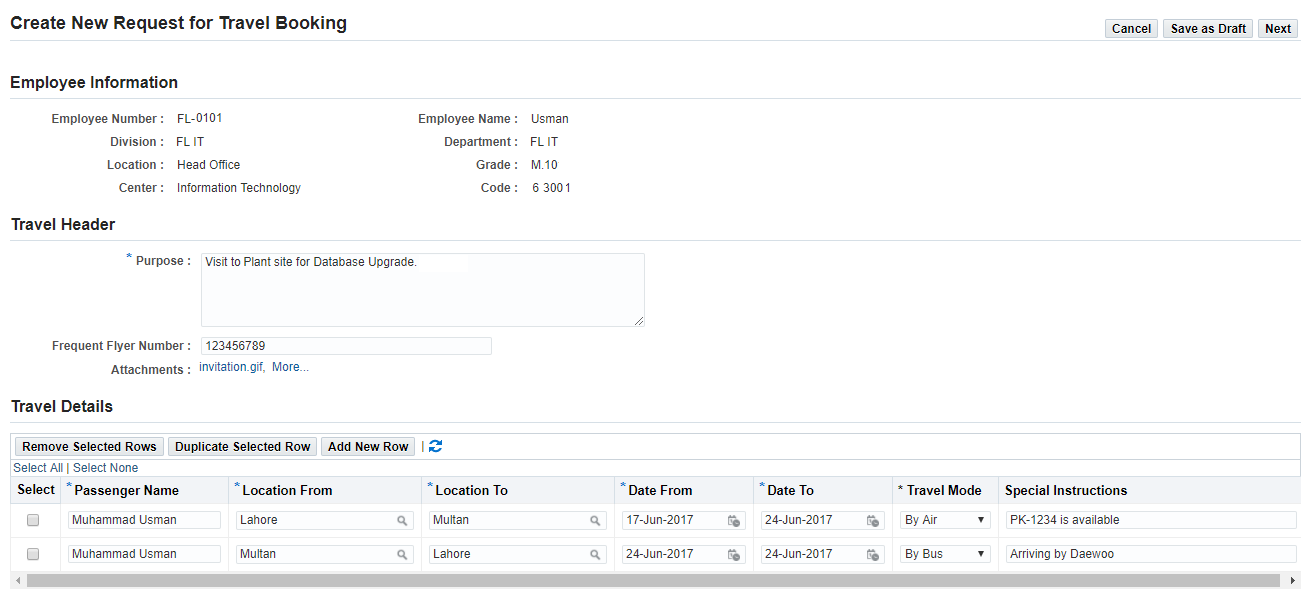 Create New Request for Travel Booking
Cancel Save as Draft Next
Employee Information
Employee Number : FL-0101 Employee Name : Usman
Division : FL IT Department : FL IT
Location : Head Office Grade : M.10
Center : Information Technology Code : 6 3001
Travel Header
* Purpose : Visit to Plant site for Database Upgrade.
Frequent Flyer Number : 123456789
Attachments : invitation.gif, More...
Travel Details
Remove Selected Rows Duplicate Selected Row Add New Row |
Select All | Select None
Select * Passenger Name * Location From * Location To * Date From * Date To * Travel Mode Special Instructions
Muhammad Usman Lahore Multan 17-Jun-2017 24-Jun-2017 By Air PK-1234 is available
Muhammad Usman Multan Lahore 24-Jun-2017 24-Jun-2017 By Bus Arriving by Daewoo